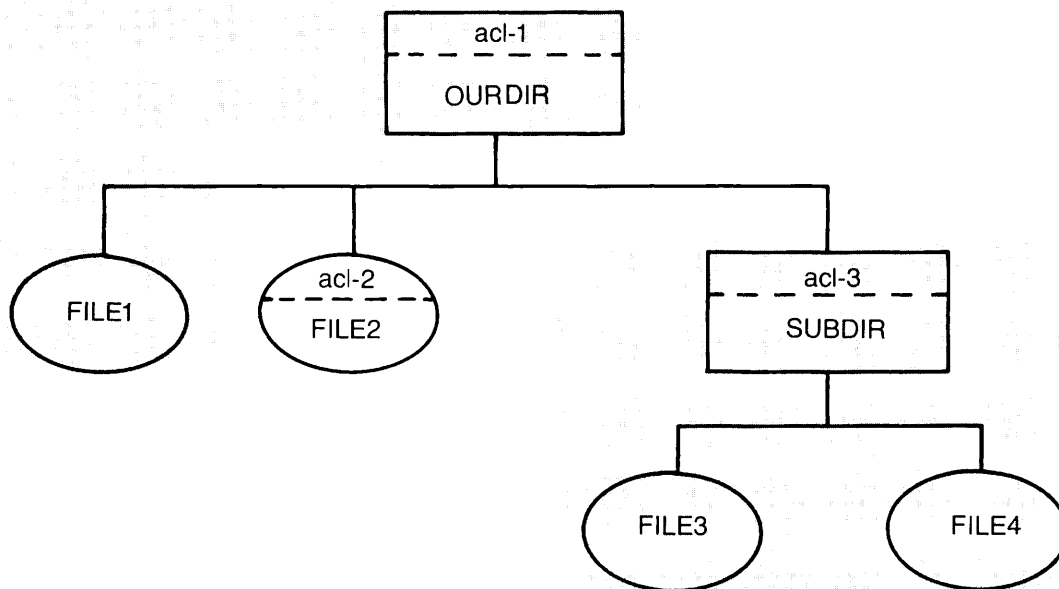 acl-1
OURDIR
FILE1
acl-2
FILE2
acl-3
SUBDIR
FILE3
FILE4